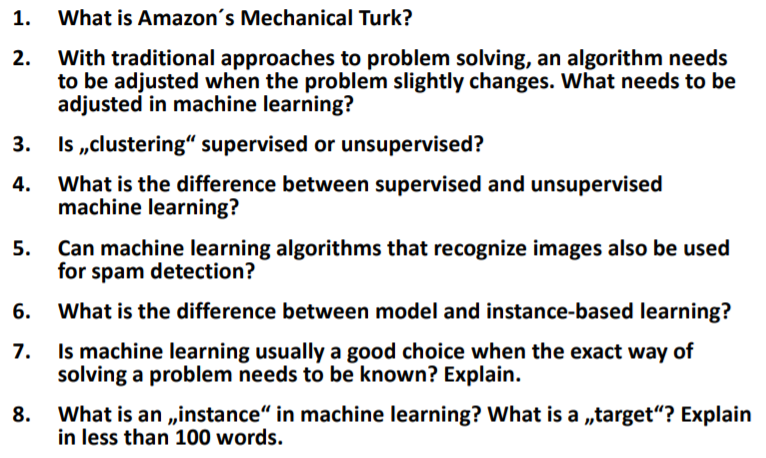 1. What is Amazon´s Mechanical Turk?
2. With traditional approaches to problem solving, an algorithm needs
to be adjusted when the problem slightly changes. What needs to be
adjusted in machine learning?
3. Is „clustering“ supervised or unsupervised?
4. What is the difference between supervised and unsupervised
machine learning?
5. Can machine learning algorithms that recognize images also be used
for spam detection?
6. What is the difference between model and instance-based learning?
7. Is machine learning usually a good choice when the exact way of
solving a problem needs to be known? Explain.
8. What is an „instance“ in machine learning? What is a „target“? Explain
in less than 100 words.